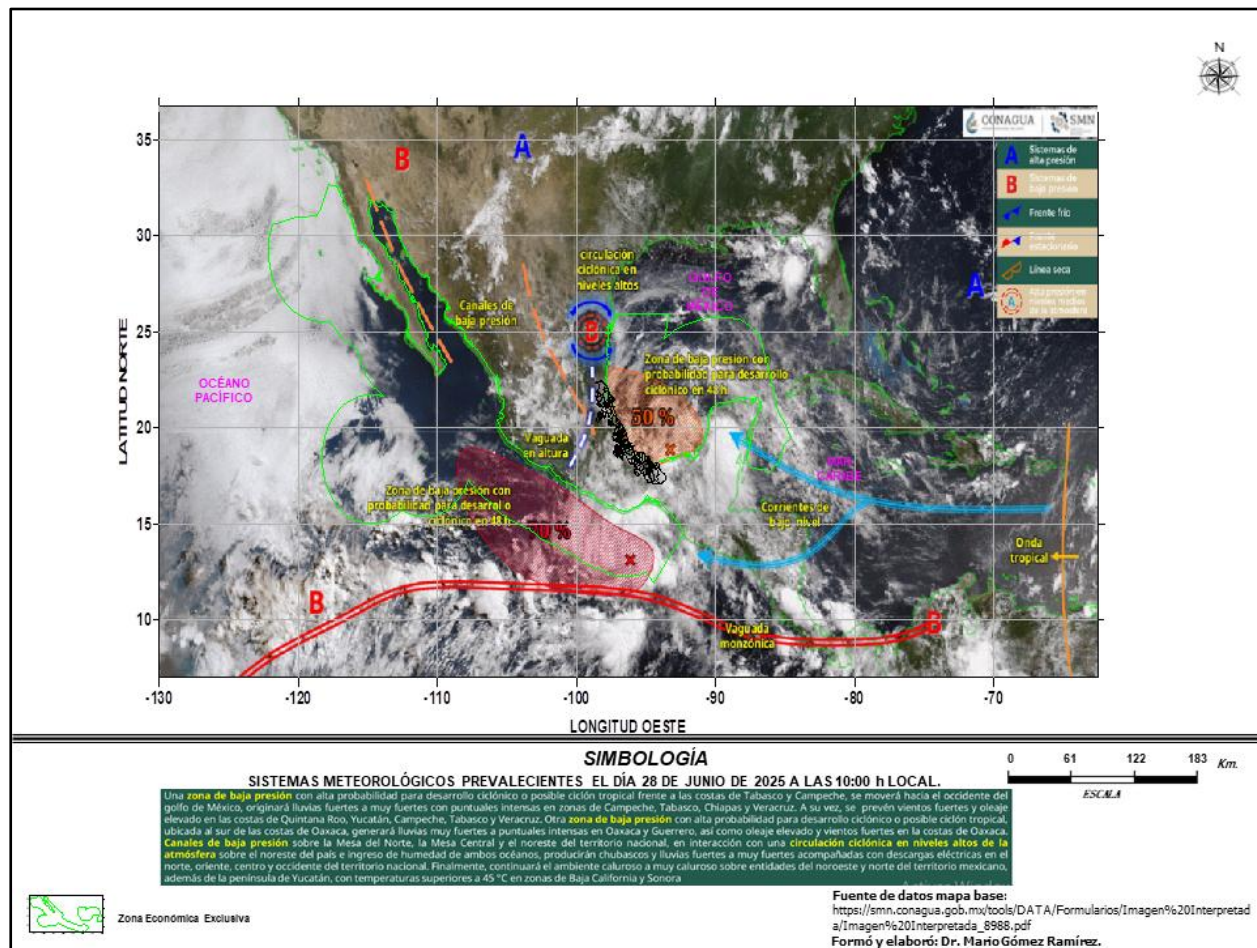 N
CONAGUA SMN
A Sistemas de
alta presión
B Sistemas de
baja presión
Frente frío
Frente
estacionario
Línea seca
A Alta presión en
niveles medios
de la atmósfera
LATITUD NORTE
35
30
25
20
15
10
B
A
A
circulación
ciclónica en
niveles altos
GOLFO
DE
MÉXICO
Canales de
baja presión
B
Zona de baja presión con
probabilidad para desarrollo
ciclónico en 48 h
OCÉANO
PACÍFICO
50 %
Vaguada
en altura
MAR
CARIBE
Zona de baja presión con
probabilidad para desarrol o
ciclónico en 48 h
%
Corrientes de
bajo nivel
Onda
tropical
B
B
Vaguada
monzónica
-130 -120 -110 -100 -90 -80 -70
LONGITUD OESTE
SIMBOLOGÍA
0 61 122 183 Km.
ESCALA
SISTEMAS METEOROLÓGICOS PREVALECIENTES EL DÍA 28 DE JUNIO DE 2025 A LAS 10:00 h LOCAL.
Una zona de baja presión con alta probabilidad para desarrollo ciclónico o posible ciclón tropical frente a las costas de Tabasco y Campeche, se moverá hacia el occidente del
golfo de México, originará lluvias fuertes a muy fuertes con puntuales intensas en zonas de Campeche, Tabasco, Chiapas y Veracruz. A su vez, se prevén vientos fuertes y oleaje
elevado en las costas de Quintana Roo, Yucatán, Campeche, Tabasco y Veracruz. Otra zona de baja presión con alta probabilidad para desarrollo ciclónico o posible ciclón tropical,
ubicada al sur de las costas de Oaxaca, generará lluvias muy fuertes a puntuales intensas en Oaxaca y Guerrero, así como oleaje elevado y vientos fuertes en la costas de Oaxaca.
Canales de baja presión sobre la Mesa del Norte, la Mesa Central y el noreste del territorio nacional, en interacción con una circulación ciclónica en niveles altos de la
atmósfera sobre el noreste del país e ingreso de humedad de ambos océanos, producirán chubascos y lluvias fuertes a muy fuertes acompañadas con descargas eléctricas en el
norte, oriente, centro y occidente del territorio nacional. Finalmente, continuará el ambiente caluroso a muy caluroso sobre entidades del noroeste y norte del territorio mexicano,
además de la península de Yucatán, con temperaturas superiores a 45 °C en zonas de Baja California y Sonora
Zona Económica Exclusiva
Fuente de datos mapa base:
https://smn.conagua.gob.mx/tools/DATA/Formularios/Imagen%20Interpretad
a/Imagen%20Interpretada_8988.pdf
Formó y elaboró: Dr. Mario Gómez Ramírez.